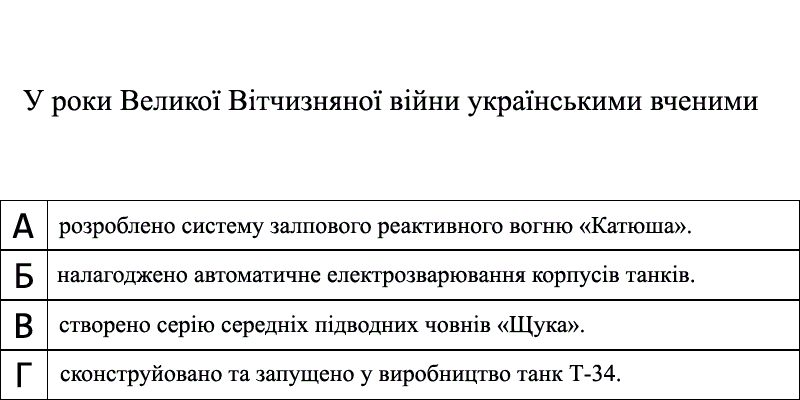 У роки Великої Вітчизняної війни українськими вченими
А розроблено систему залпового реактивного вогню «Катюша».
Б налагоджено автоматичне електрозварювання корпусів танків.
В створено серію середніх підводних човнів «Щука».
Г сконструйовано та запущено у виробництво танк Т-34.